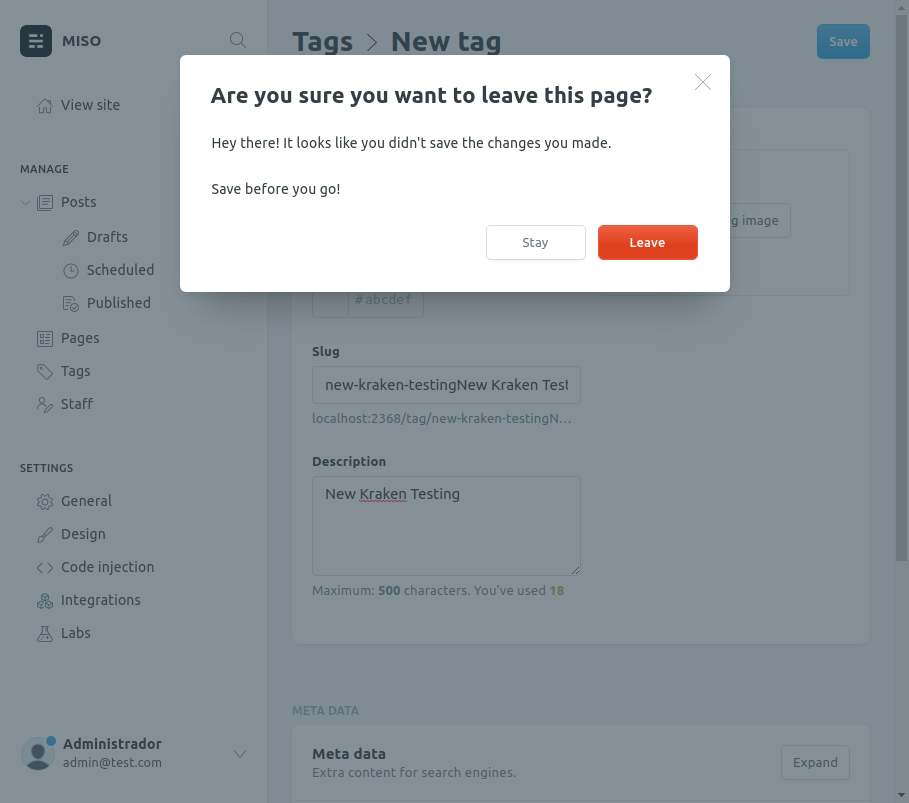 MISO
Tags > New tag
Save
Are you sure you want to leave this page?
Hey there! It looks like you didn't save the changes you made.
Save before you go!
Stay
Leave
View site
MANAGE
Posts
Drafts
Scheduled
Published
Pages
Tags
Staff
SETTINGS
General
Design
Code injection
Integrations
Labs
Administrador
admin@test.com
g image
#abcdef
Slug
new-kraken-testingNew Kraken Test
localhost:2368/tag/new-kraken-testingN…
Description
New Kraken Testing
Maximum: 500 characters. You've used 18
META DATA
Meta data
Extra content for search engines.
Expand